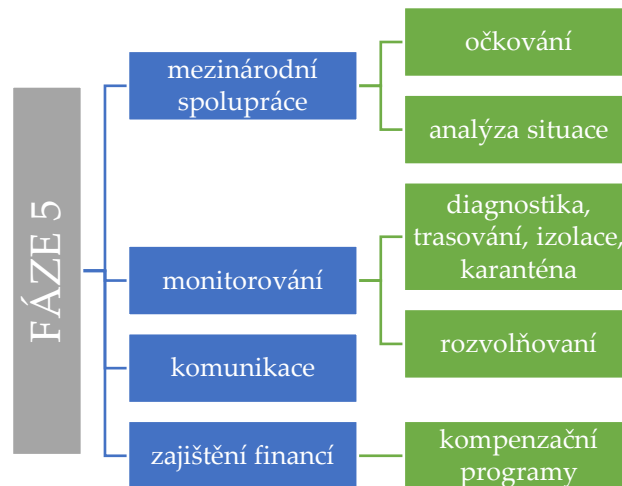 FÁZE 5
mezinárodní
spolupráce
očkování
analýza situace
monitorování
diagnostika,
trasování, izolace,
karanténa
rozvolňovaní
komunikace
zajištění financí
kompenzační
programy